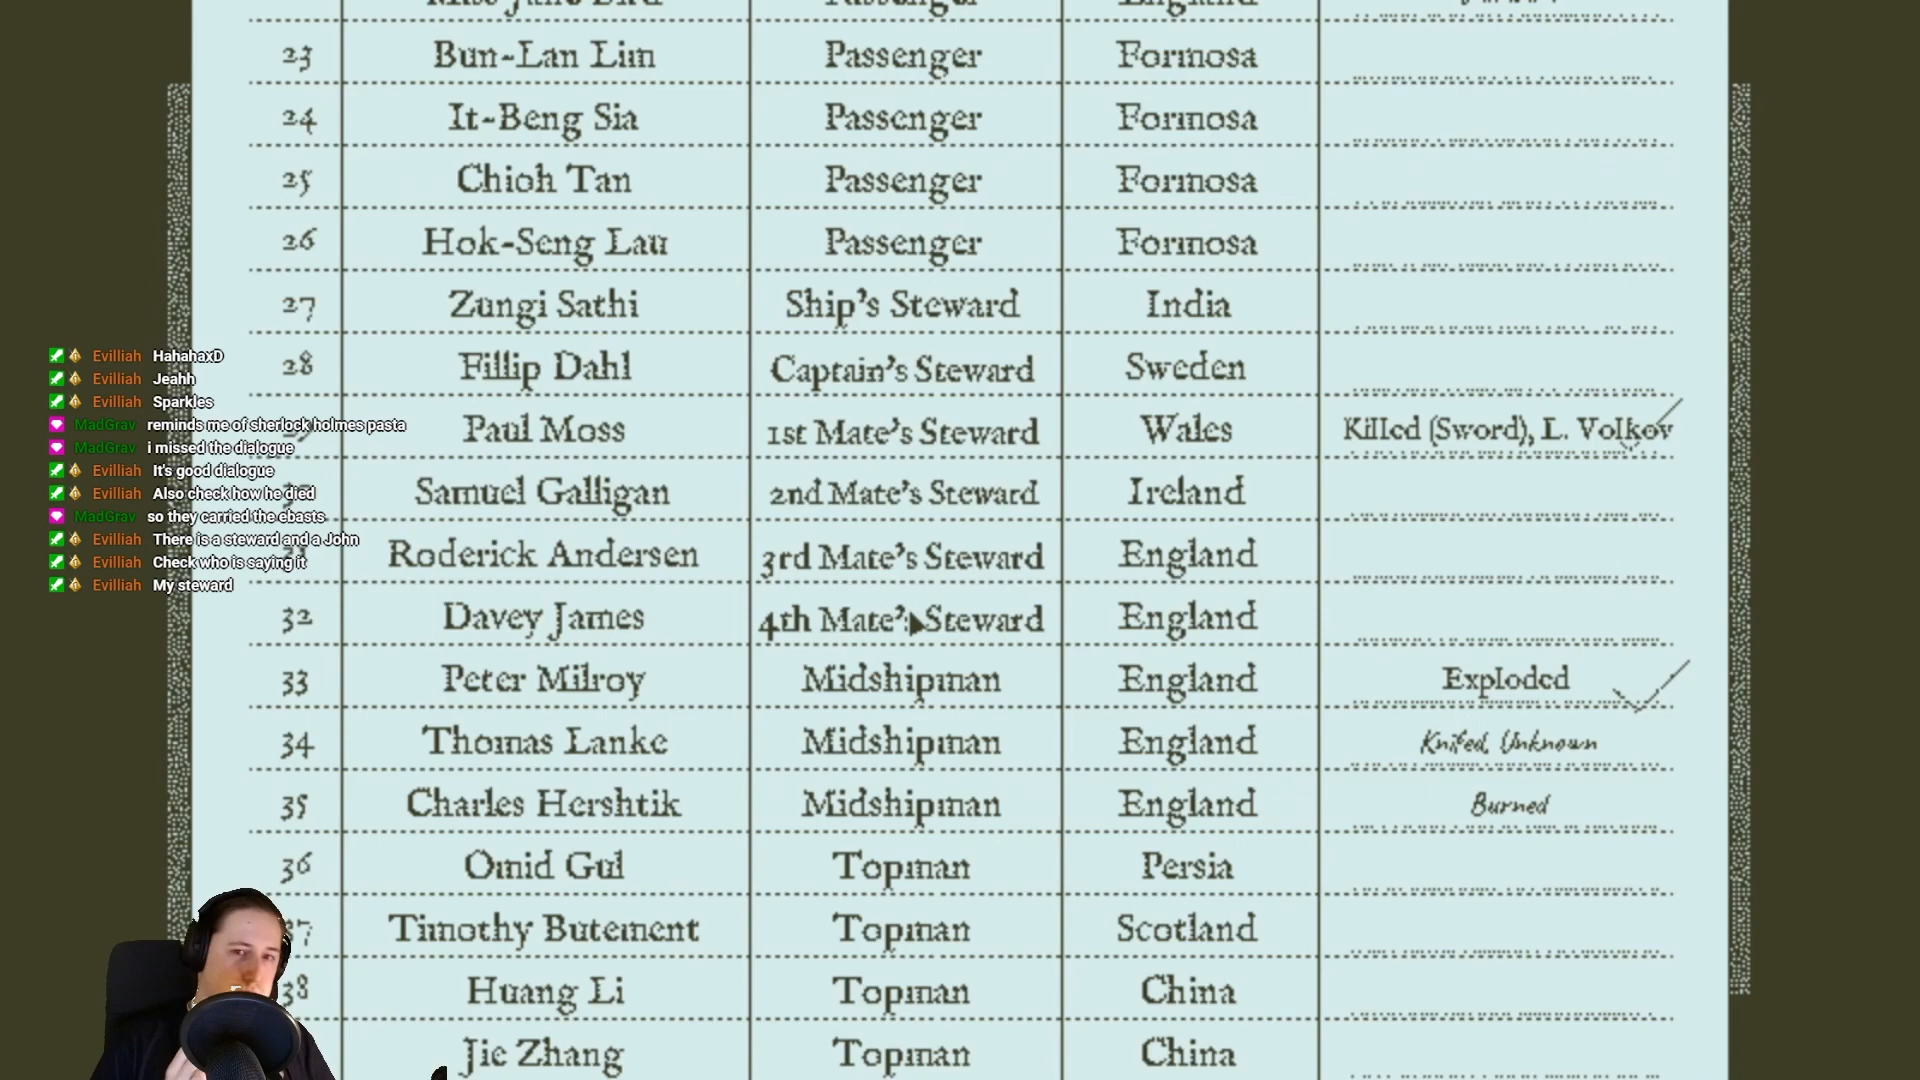 23 Bun-Lan Lim Passenger Formosa
24 It-Beng Sia Passenger Formosa
25 Chioh Tan Passenger Formosa
26 Hok-Seng Lau Passenger Formosa
27 Zungi Sathi Ship's Steward India
28 Fillip Dahl Captain's Steward Sweden
Paul Moss 1st Mate's Steward Wales Killed (Sword), L. Volkov
Samuel Galligan 2nd Mate's Steward Ireland
Roderick Andersen 3rd Mate's Steward England
32 Davey James 4th Mate's Steward England
33 Peter Milroy Midshipman England Exploded
34 Thomas Lanke Midshipman England Knifed, Unknown
35 Charles Hershtik Midshipman England Burned
36 Omid Gul Topman Persia
37 Timothy Butement Topman Scotland
38 Huang Li Topman China
Jie Zhang Topman China
Evilliah HahahaxD
Evilliah Jeahh
Evilliah Sparkles
MadGrav reminds me of sherlock holmes pasta
MadGrav i missed the dialogue
Evilliah It's good dialogue
Evilliah Also check how he died
MadGrav so they carried the ebasts
Evilliah There is a steward and a John
Evilliah Check who is saying it
Evilliah My steward